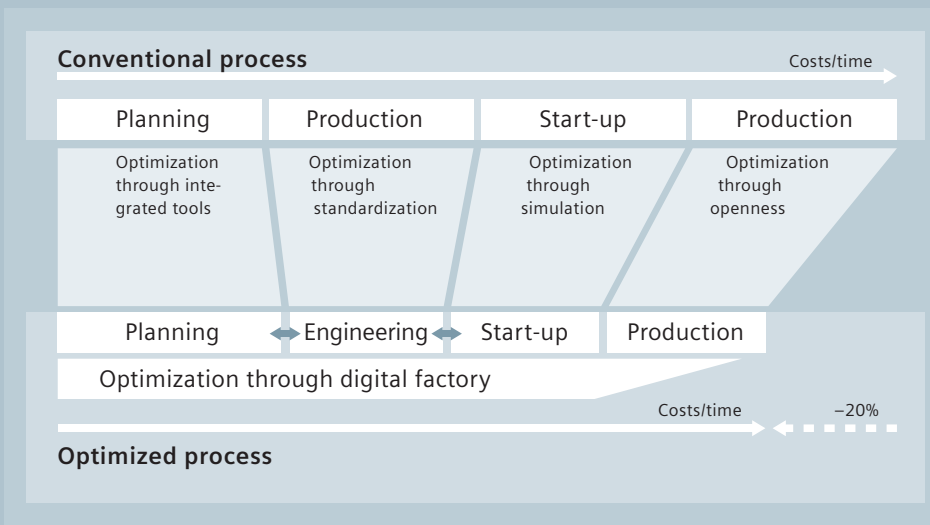 Conventional process
Costs/time
Planning
Production
Start-up
Production
Optimization
through inte-
grated tools
Optimization
through
standardization
Optimization
through
simulation
Optimization
through
openness
Planning
Engineering
Start-up
Production
Optimization through digital factory
Costs/time
–20%
Optimized process